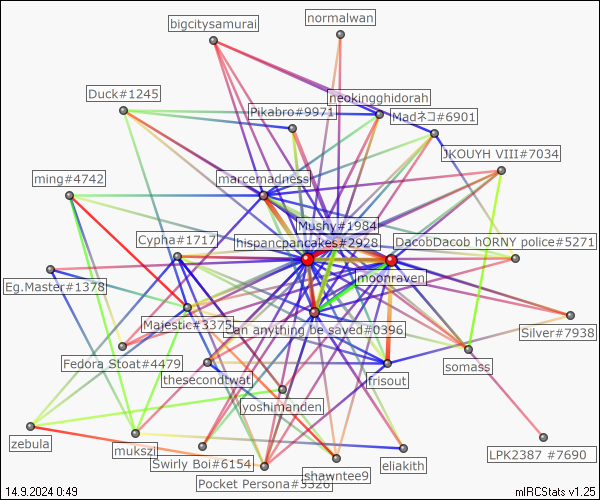 bigcitysamurai
normalwan
Duck#1245
neokingghidorah
Pikabro#9971
Madネコ#6901
JKOUYH VIII#7034
ming#4742
marcemadness
Mushy#1984
Cypha#1717
hispancpancakes#2928
DacobDacob hORNY police#5271
Eg.Master#1378
moonraven
Majestic#3375
can anything be saved#0396
Silver#7938
Fedora Stoat#4479
thesecondtwat
frisout
somass
yoshimanden
zebula
mukszi
Swirly Boi#6154
eliakith
LPK2387 #7690
Pocket Persona#3326
shawntee9
14.9.2024 0:49
mIRCStats v1.25